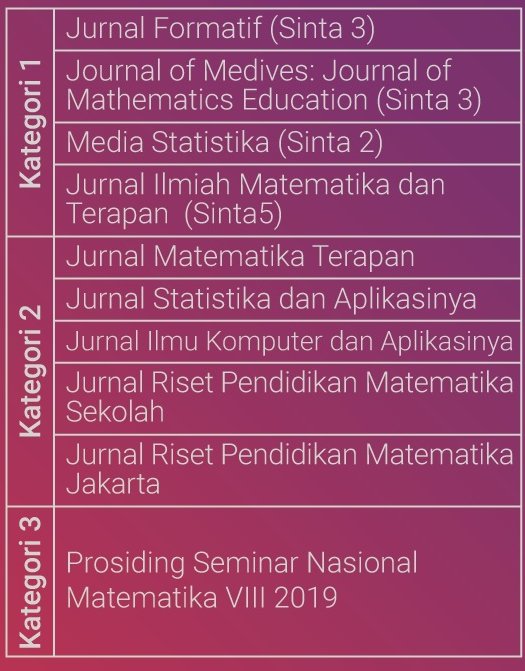 Kategori 1
Jurnal Formatif (Sinta 3)
Journal of Medives: Journal of
Mathematics Education (Sinta 3)
Media Statistika (Sinta 2)
Jurnal Ilmiah Matematika dan
Terapan  (Sinta5)
Kategori 2
Jurnal Matematika Terapan
Jurnal Statistika dan Aplikasinya
Jurnal Ilmu Komputer dan Aplikasinya
Jurnal Riset Pendidikan Matematika
Sekolah
Jurnal Riset Pendidikan Matematika
Jakarta
Kategori 3
Prosiding Seminar Nasional
Matematika VIII 2019